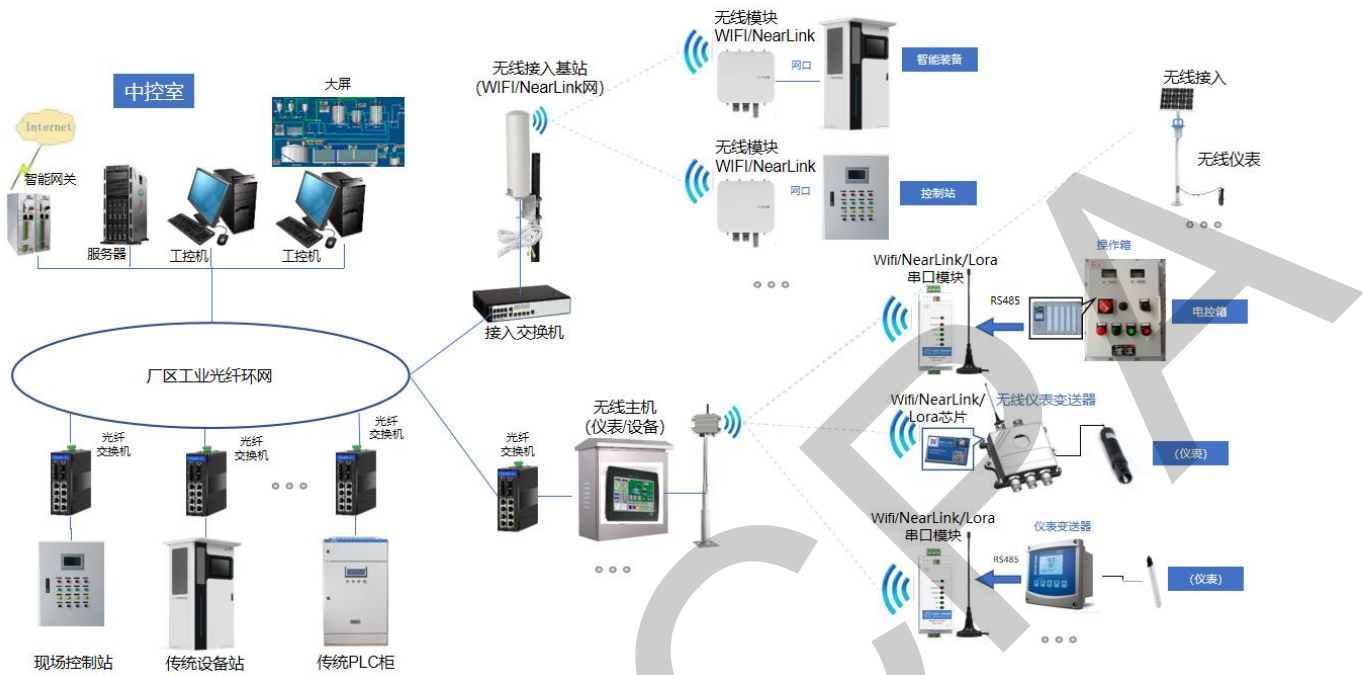 中控室
大屏
Internet
智能网关
服务器
工控机
工控机
无线接入基站
(WIFI/NearLink网)
接入交换机
无线模块
WIFI/NearLink
网口
智能装备
无线模块
WIFI/NearLink
网口
控制站
无线接入
无线仪表
厂区工业光纤环网
光纤
交换机
光纤
交换机
光纤
交换机
现场控制站
传统设备站
传统PLC柜
光纤
交换机
无线主机
(仪表/设备)
Wifi/NearLink/Lora
串口模块
RS485
操作箱
电控箱
Wifi/NearLink/
Lora芯片
无线仪表变送器
(仪表)
Wifi/NearLink/Lora
串口模块
RS485
仪表变送器
(仪表)
CPA